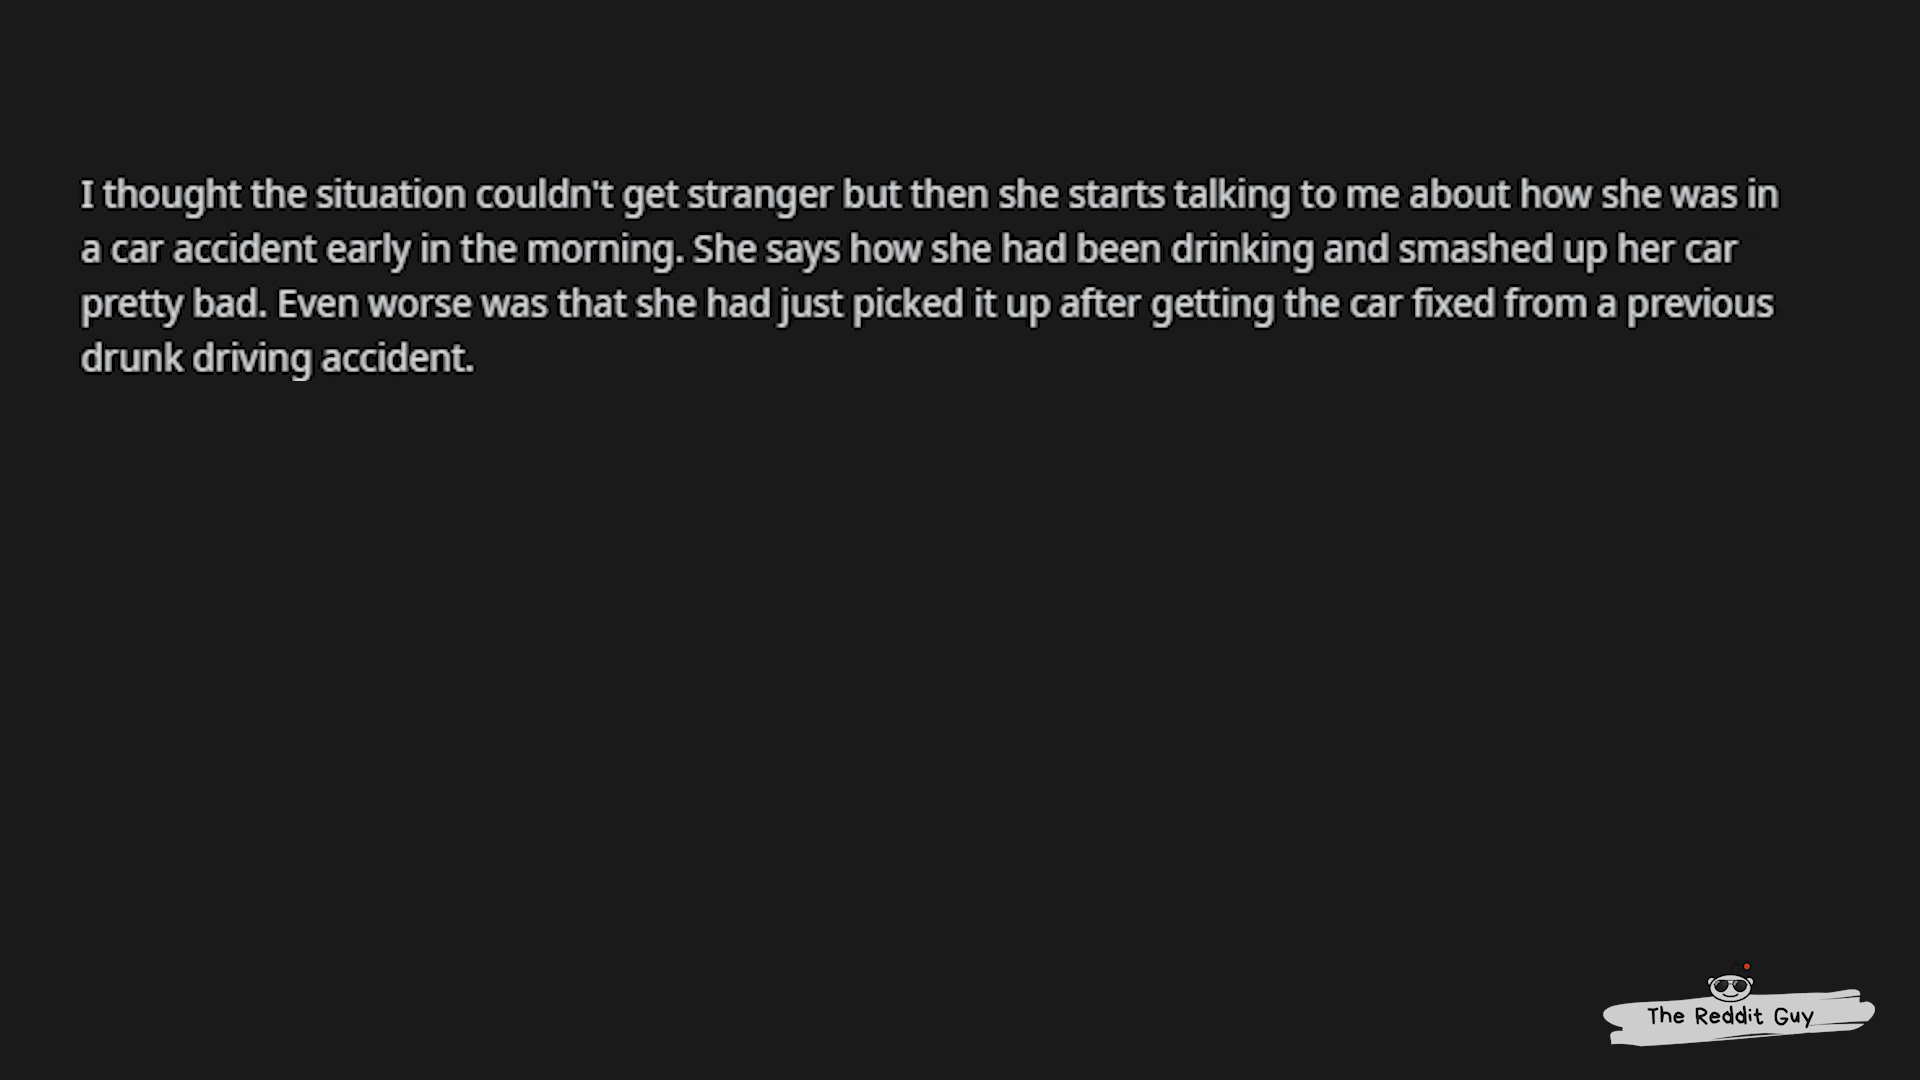 I thought the situation couldn't get stranger but then she starts talking to me about how she was in
a car accident early in the morning. She says how she had been drinking and smashed up her car
pretty bad. Even worse was that she had just picked it up after getting the car fixed from a previous
drunk driving accident.
The Reddit Guy